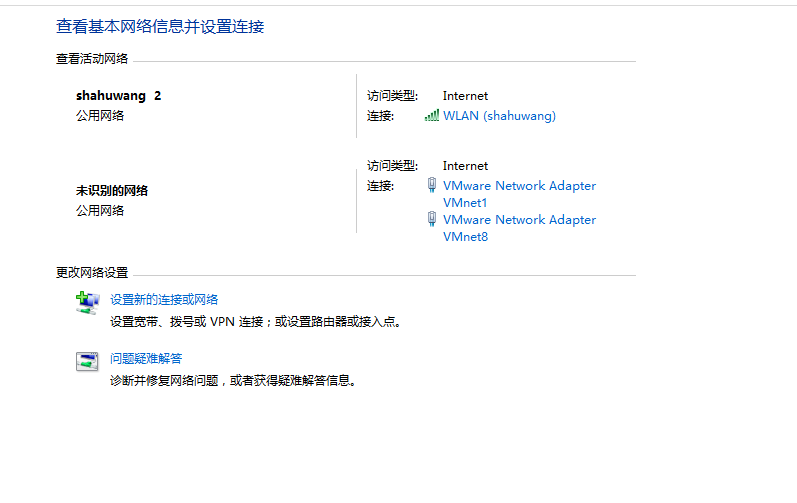 查看基本网络信息并设置连接
查看活动网络
shahuwang 2
公用网络
访问类型: Internet
连接: WLAN (shahuwang)
未识别的网络
公用网络
访问类型: Internet
连接: VMware Network Adapter
VMnet1
VMware Network Adapter
VMnet8
更改网络设置
设置新的连接或网络
设置宽带、拨号或 VPN 连接；或设置路由器或接入点。
问题疑难解答
诊断并修复网络问题，或者获得疑难解答信息。